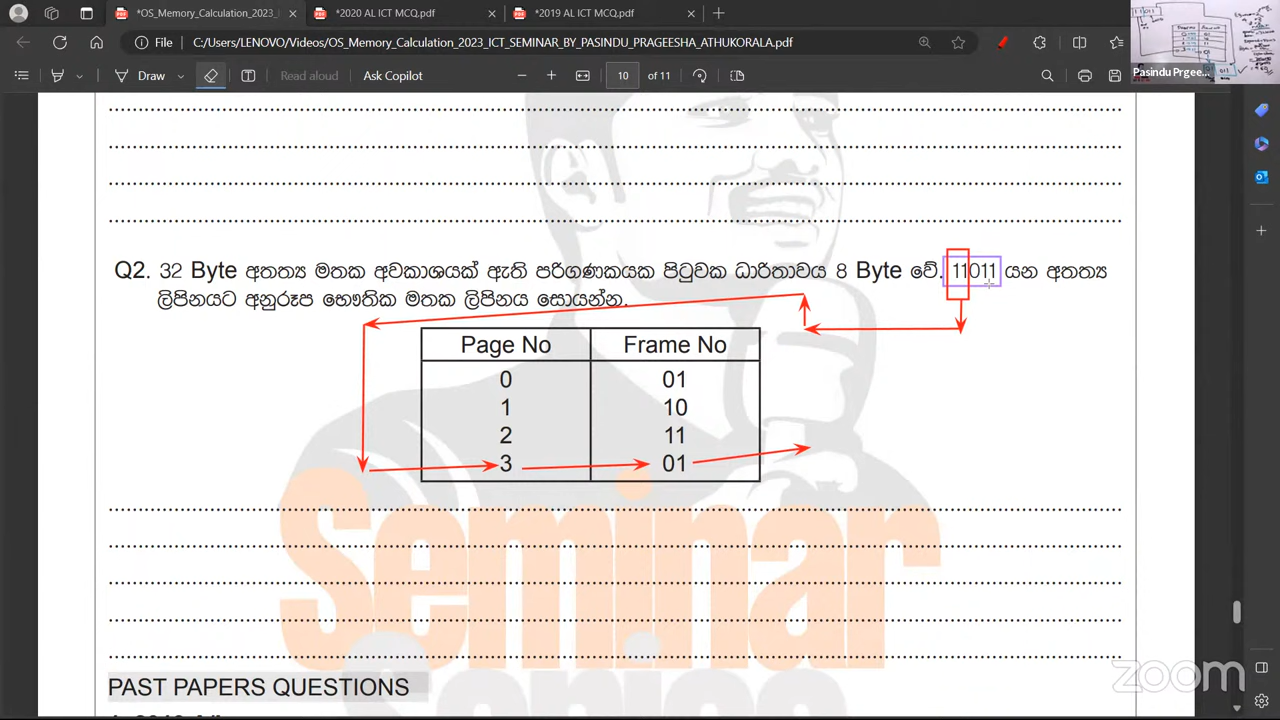 *OS_Memory_Calculation_2023_I
*2020 AL ICT MCQ.pdf
*2019 AL ICT MCQ.pdf
File
C:/Users/LENOVO/Videos/OS_Memory_Calculation_2023_ICT_SEMINAR_BY_PASINDU_PRAGEESHA_ATHUKORALA.pdf
Pasindu Prgee...
Draw
Read aloud
Ask Copilot
10
of 11
Q2. 32 Byte අතත්‍ය මතක අවකාශයක් ඇති පරිගණකයක පිටුවක ධාරිතාවය 8 Byte වේ. 11011 යන අතත්‍ය
ලිපිනයට අනුරූප භෞතික මතක ලිපිනය සොයන්න.
Page No Frame No
0 01
1 10
2 11
3 01
Seminar
Series
PAST PAPERS QUESTIONS
zoom